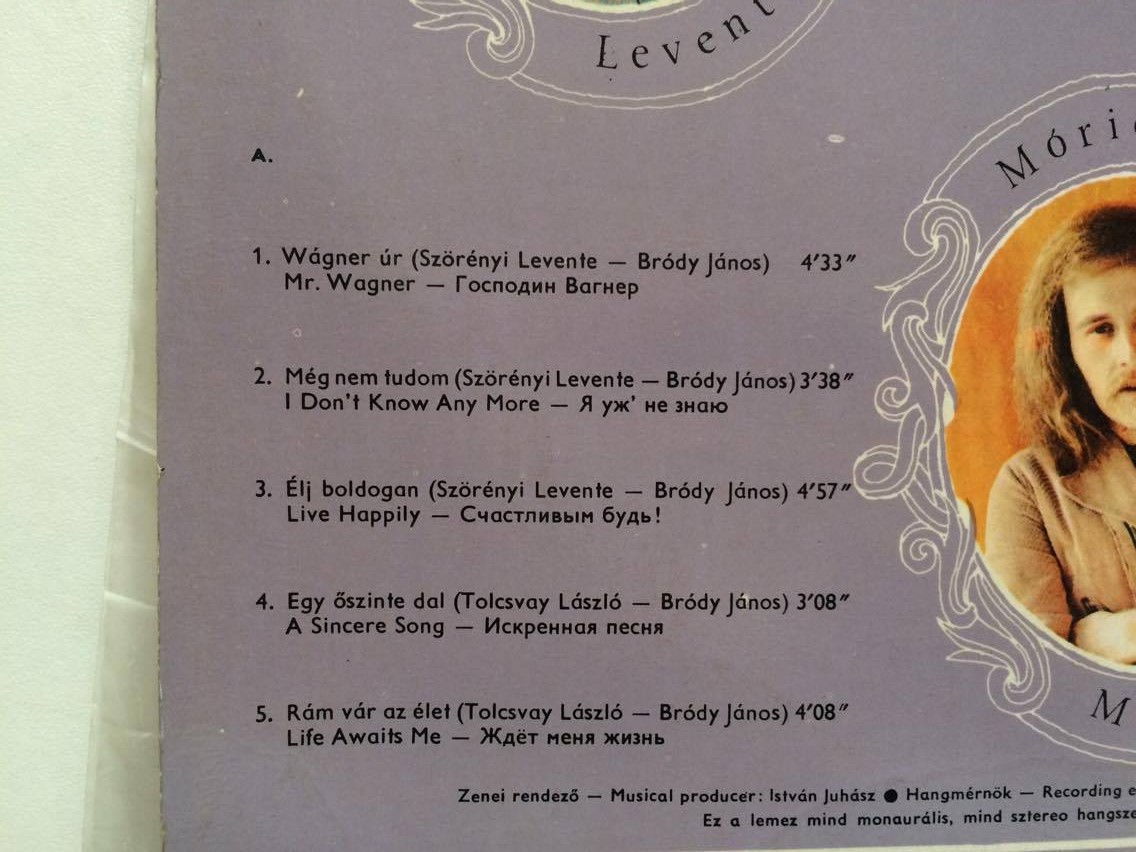 Levent
Móric
A.
1. Wágner úr (Szörényi Levente — Bródy János) 4′33″
Mr. Wagner — Господин Вагнер
2. Még nem tudom (Szörényi Levente — Bródy János) 3′38″
I Don't Know Any More — Я уж' не знаю
3. Élj boldogan (Szörényi Levente — Bródy János) 4′57″
Live Happily — Счастливым будь!
4. Egy őszinte dal (Tolcsvay László — Bródy János) 3′08″
A Sincere Song — Искренная песня
5. Rám vár az élet (Tolcsvay László — Bródy János) 4′08″
Life Awaits Me — Ждёт меня жизнь
M
Zenei rendező — Musical producer: István Juhász ● Hangmérnök — Recording e
Ez a lemez mind monaurális, mind sztereo hangsze